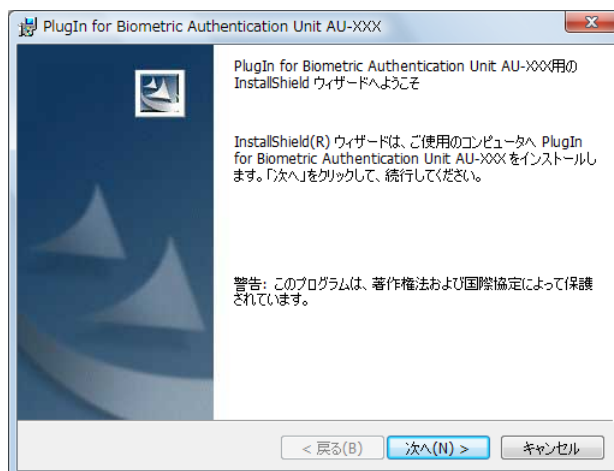 PlugIn for Biometric Authentication Unit AU-XXX
PlugIn for Biometric Authentication Unit AU-XXX用の
InstallShield ウィザードへようこそ
InstallShield(R) ウィザードは、ご使用のコンピュータへ PlugIn
for Biometric Authentication Unit AU-XXX をインストールし
ます。「次へ」をクリックして、続行してください。
警告: このプログラムは、著作権法および国際協定によって保護
されています。
< 戻る(B)
次へ(N) >
キャンセル